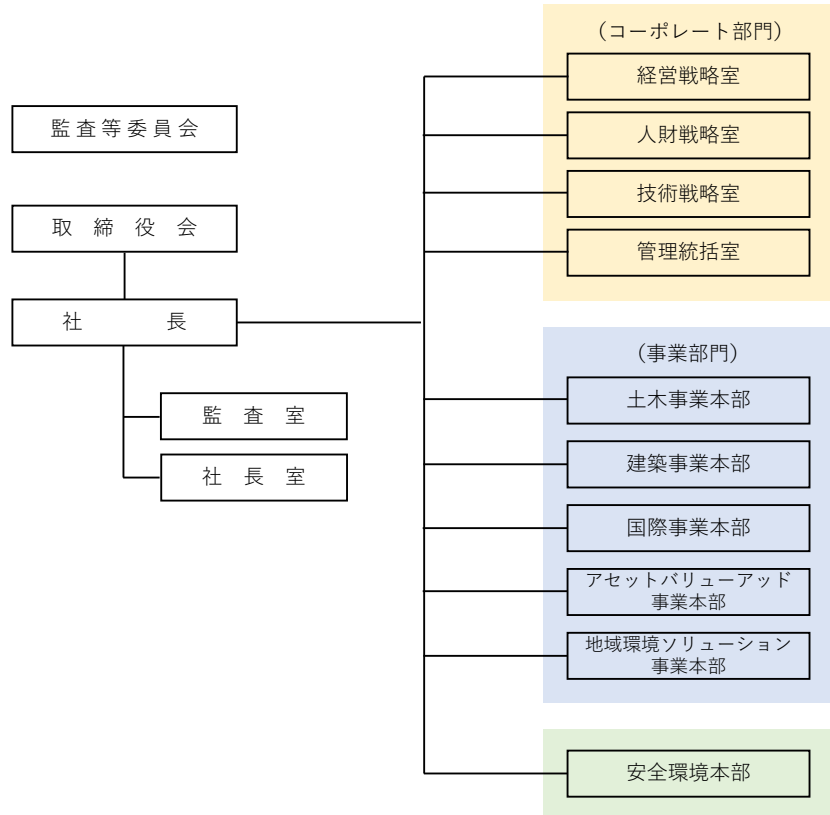 監査等委員会
取締役会
社長
監査室
社長室
（コーポレート部門）
経営戦略室
人財戦略室
技術戦略室
管理統括室
（事業部門）
土木事業本部
建築事業本部
国際事業本部
アセットバリューアッド
事業本部
地域環境ソリューション
事業本部
安全環境本部